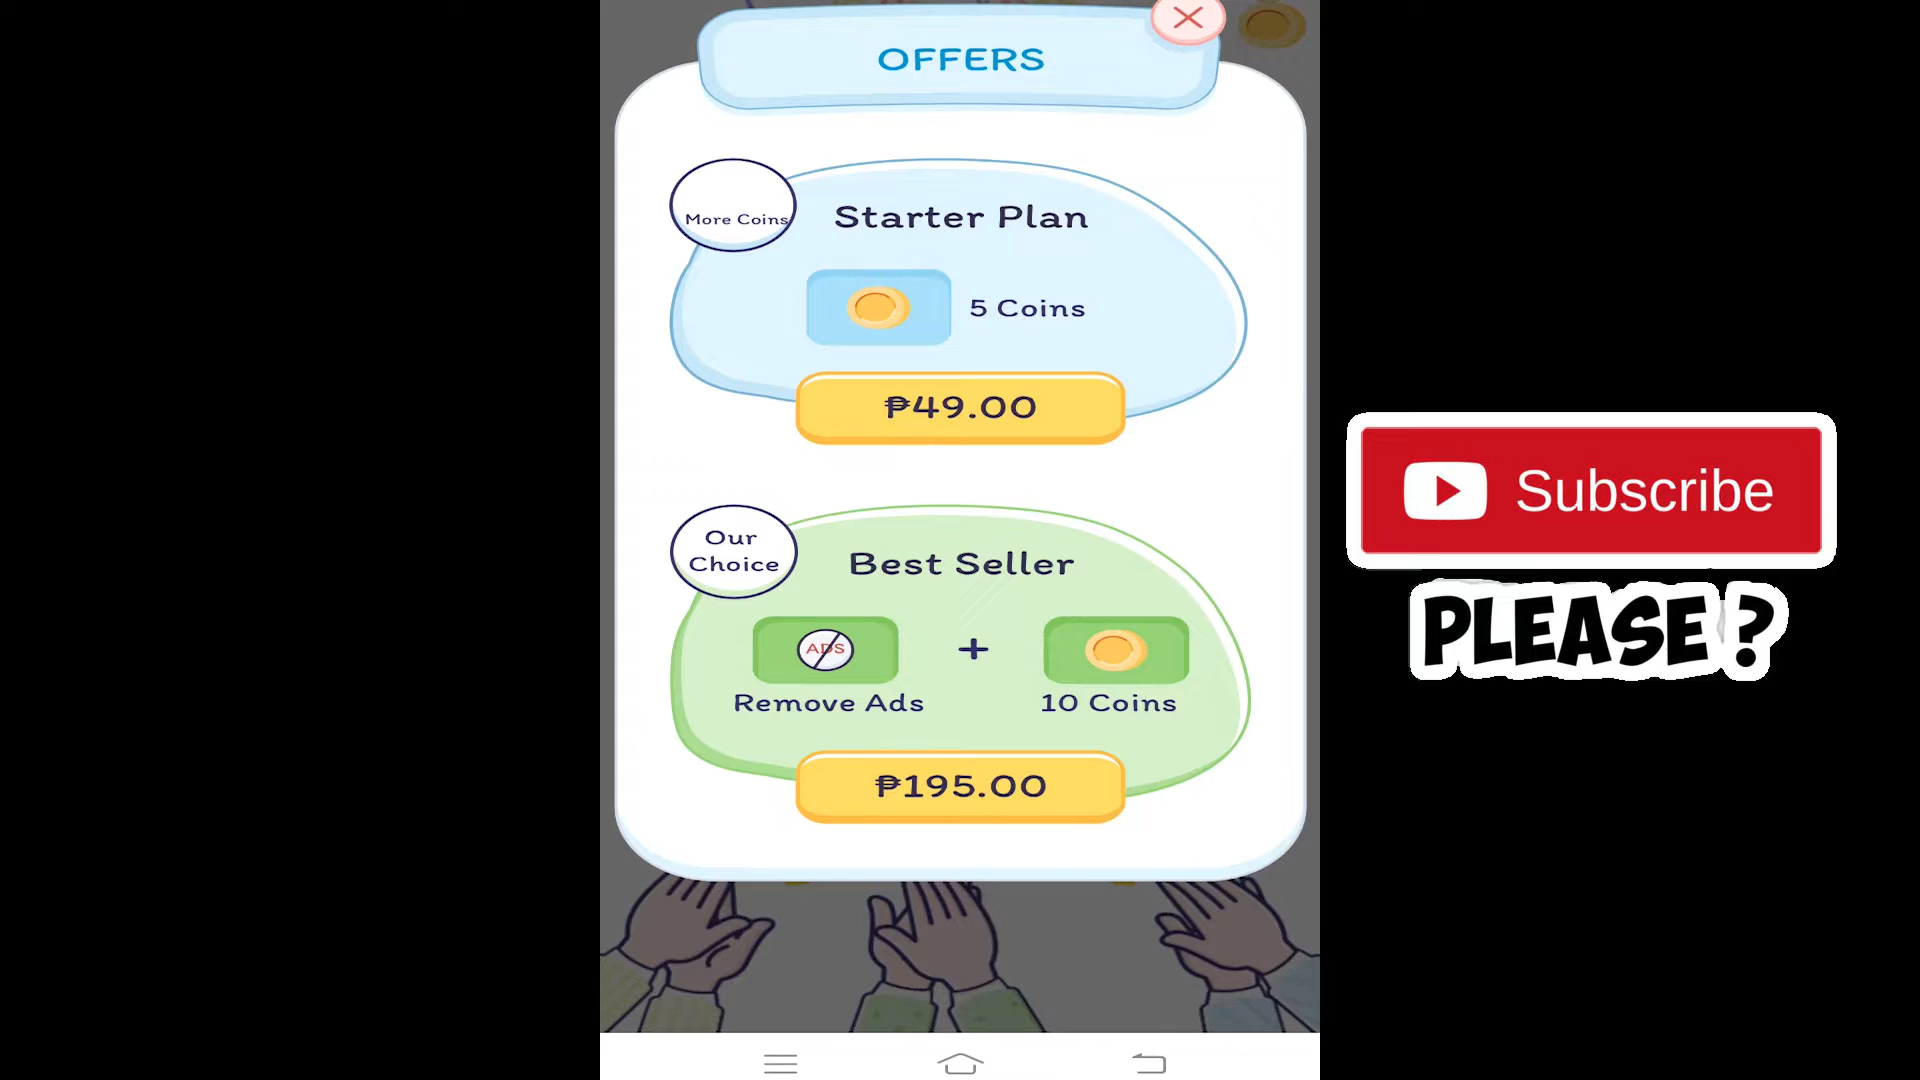 OFFERS
More Coins
Starter Plan
5 Coins
₱49.00
Our
Choice
Best Seller
ADS
+
Remove Ads
10 Coins
₱195.00
Subscribe
PLEASE ?